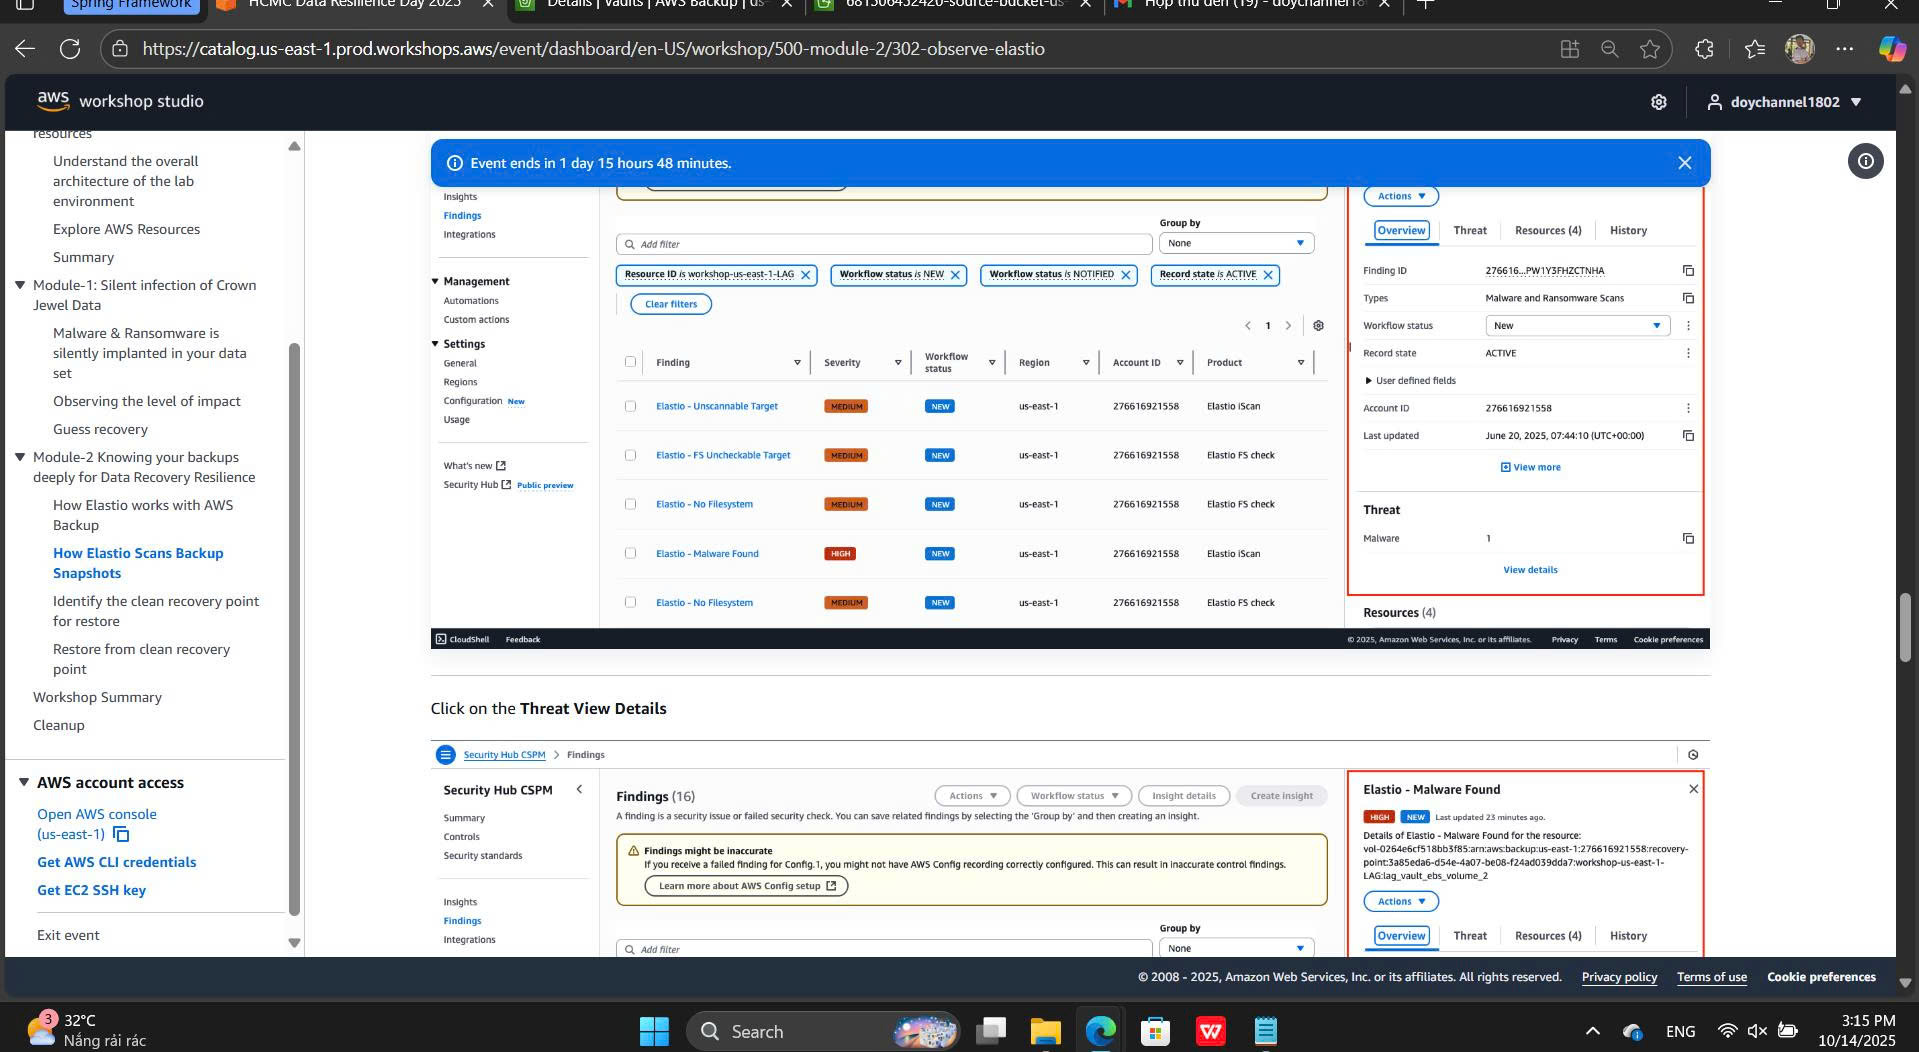 Spring Framework
HCMC Data Resilience Day 2025
Details | Vaults | AWS Backup | us-
681506452420-source-bucket-us-
Hộp thư đến (19) - doychannel18
https://catalog.us-east-1.prod.workshops.aws/event/dashboard/en-US/workshop/500-module-2/302-observe-elastio
aws workshop studio
doychannel1802
resources
Understand the overall
architecture of the lab
environment
Explore AWS Resources
Summary
Module-1: Silent infection of Crown
Jewel Data
Malware & Ransomware is
silently implanted in your data
set
Observing the level of impact
Guess recovery
Module-2 Knowing your backups
deeply for Data Recovery Resilience
How Elastio works with AWS
Backup
How Elastio Scans Backup
Snapshots
Identify the clean recovery point
for restore
Restore from clean recovery
point
Workshop Summary
Cleanup
AWS account access
Open AWS console
(us-east-1)
Get AWS CLI credentials
Get EC2 SSH key
Exit event
Event ends in 1 day 15 hours 48 minutes.
Insights
Findings
Integrations
Management
Automations
Custom actions
Settings
General
Regions
Configuration New
Usage
What's new
Security Hub Public preview
Group by
Add filter
None
Resource ID is workshop-us-east-1-LAG
Workflow status is NEW
Workflow status is NOTIFIED
Record state is ACTIVE
Clear filters
1
Finding Severity Workflow status Region Account ID Product
Elastio - Unscannable Target MEDIUM NEW us-east-1 276616921558 Elastio iScan
Elastio - FS Uncheckable Target MEDIUM NEW us-east-1 276616921558 Elastio FS check
Elastio - No Filesystem MEDIUM NEW us-east-1 276616921558 Elastio FS check
Elastio - Malware Found HIGH NEW us-east-1 276616921558 Elastio iScan
Elastio - No Filesystem MEDIUM NEW us-east-1 276616921558 Elastio FS check
Actions
Overview Threat Resources (4) History
Finding ID 276616...PW1Y3FHZCTNHA
Types Malware and Ransomware Scans
Workflow status New
Record state ACTIVE
User defined fields
Account ID 276616921558
Last updated June 20, 2025, 07:44:10 (UTC+00:00)
View more
Threat
Malware 1
View details
Resources (4)
CloudShell Feedback
© 2025, Amazon Web Services, Inc. or its affiliates. Privacy Terms Cookie preferences
Click on the Threat View Details
Security Hub CSPM > Findings
Security Hub CSPM
Summary
Controls
Security standards
Insights
Findings
Integrations
Findings (16)
Actions Workflow status Insight details Create insight
A finding is a security issue or failed security check. You can save related findings by selecting the 'Group by' and then creating an insight.
Findings might be inaccurate
If you receive a failed finding for Config.1, you might not have AWS Config recording correctly configured. This can result in inaccurate control findings.
Learn more about AWS Config setup
Group by
Add filter
None
Elastio - Malware Found
HIGH NEW Last updated 23 minutes ago.
Details of Elastio - Malware Found for the resource:
vol-0264e6cf518bb3f85:arn:aws:backup:us-east-1:276616921558:recovery-
point:3a85eda6-d54e-4a07-be08-f24ad039dda7:workshop-us-east-1-
LAG:lag_vault_ebs_volume_2
Actions
Overview Threat Resources (4) History
© 2008 - 2025, Amazon Web Services, Inc. or its affiliates. All rights reserved. Privacy policy Terms of use Cookie preferences
3
32°C
Nắng rải rác
Search
ENG
3:15 PM
10/14/2025